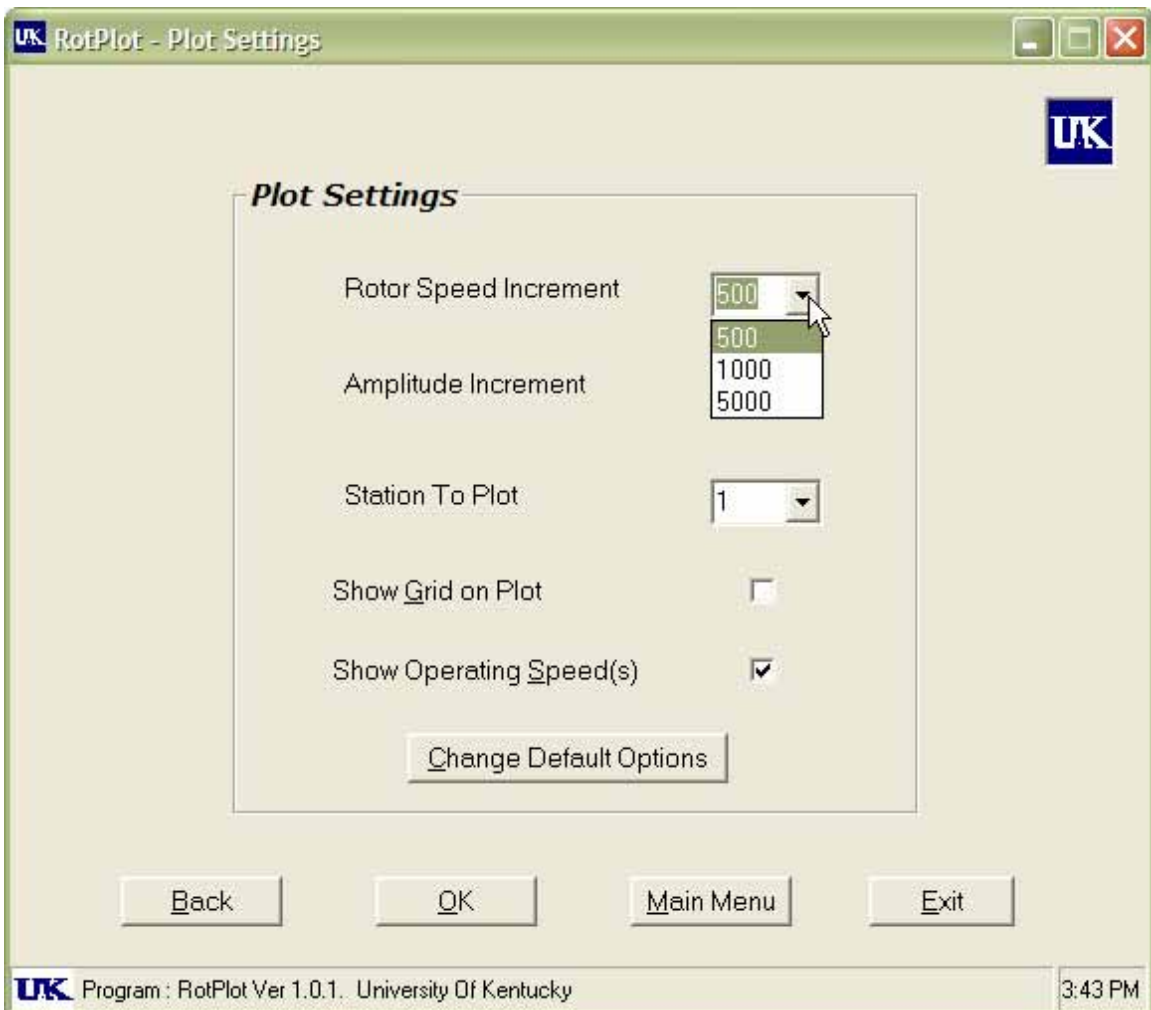 UK RotPlot - Plot Settings
UK
Plot Settings
Rotor Speed Increment 500
500
1000
5000
Amplitude Increment
Station To Plot 1
Show Grid on Plot
Show Operating Speed(s)
Change Default Options
Back OK Main Menu Exit
UK Program : RotPlot Ver 1.0.1. University Of Kentucky 3:43 PM